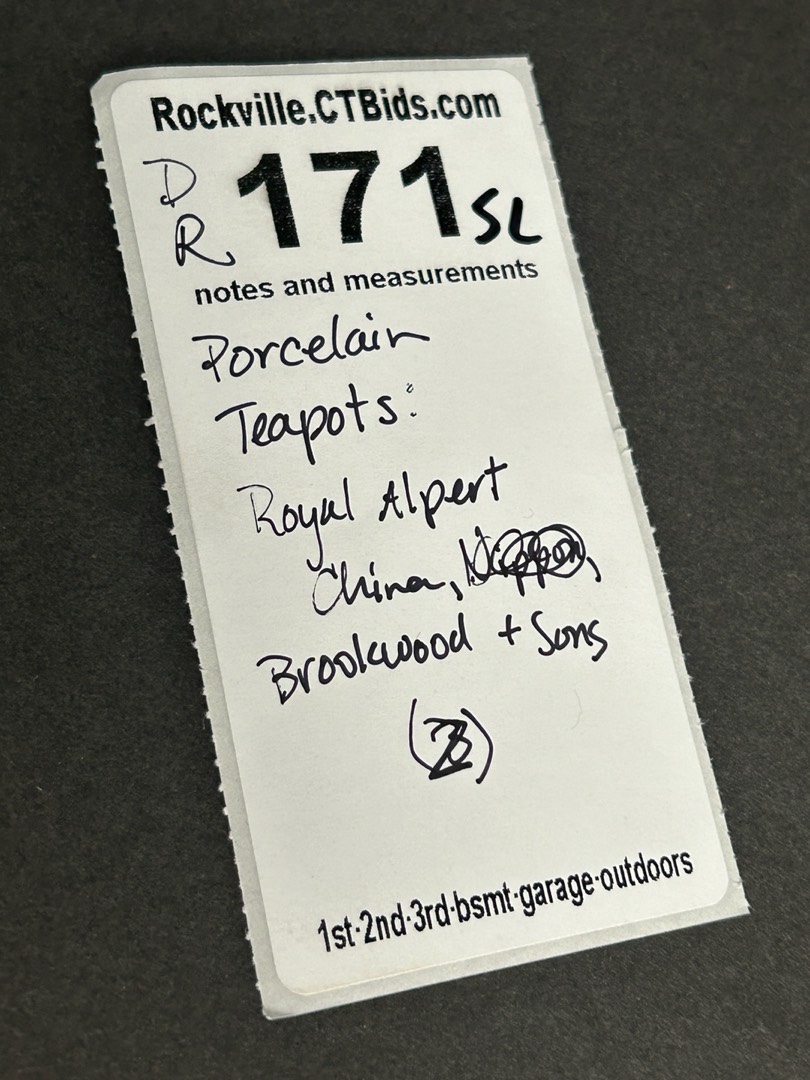 Rockville.CTBids.com
D
R 171 SL
notes and measurements
Porcelain
Teapots:
Royal Alpert
China,
Brookwood + Sons
(2)
1st·2nd·3rd·bsmt·garage·outdoors